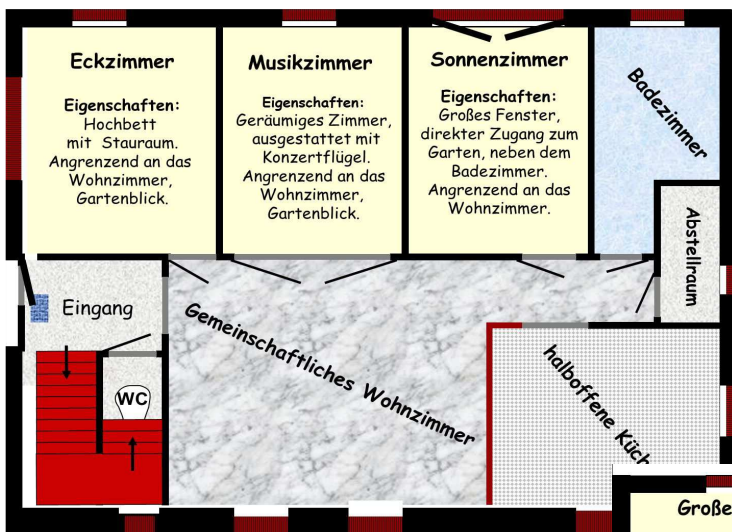 Eckzimmer
Eigenschaften:
Hochbett
mit Stauraum.
Angrenzend an das
Wohnzimmer,
Gartenblick.
Musikzimmer
Eigenschaften:
Geräumiges Zimmer,
ausgestattet mit
Konzertflügel.
Angrenzend an das
Wohnzimmer,
Gartenblick.
Sonnenzimmer
Eigenschaften:
Großes Fenster,
direkter Zugang zum
Garten, neben dem
Badezimmer.
Angrenzend an das
Wohnzimmer.
Badezimmer
Abstellraum
Eingang
Gemeinschaftliches Wohnzimmer
halboffene Küch
WC
Große